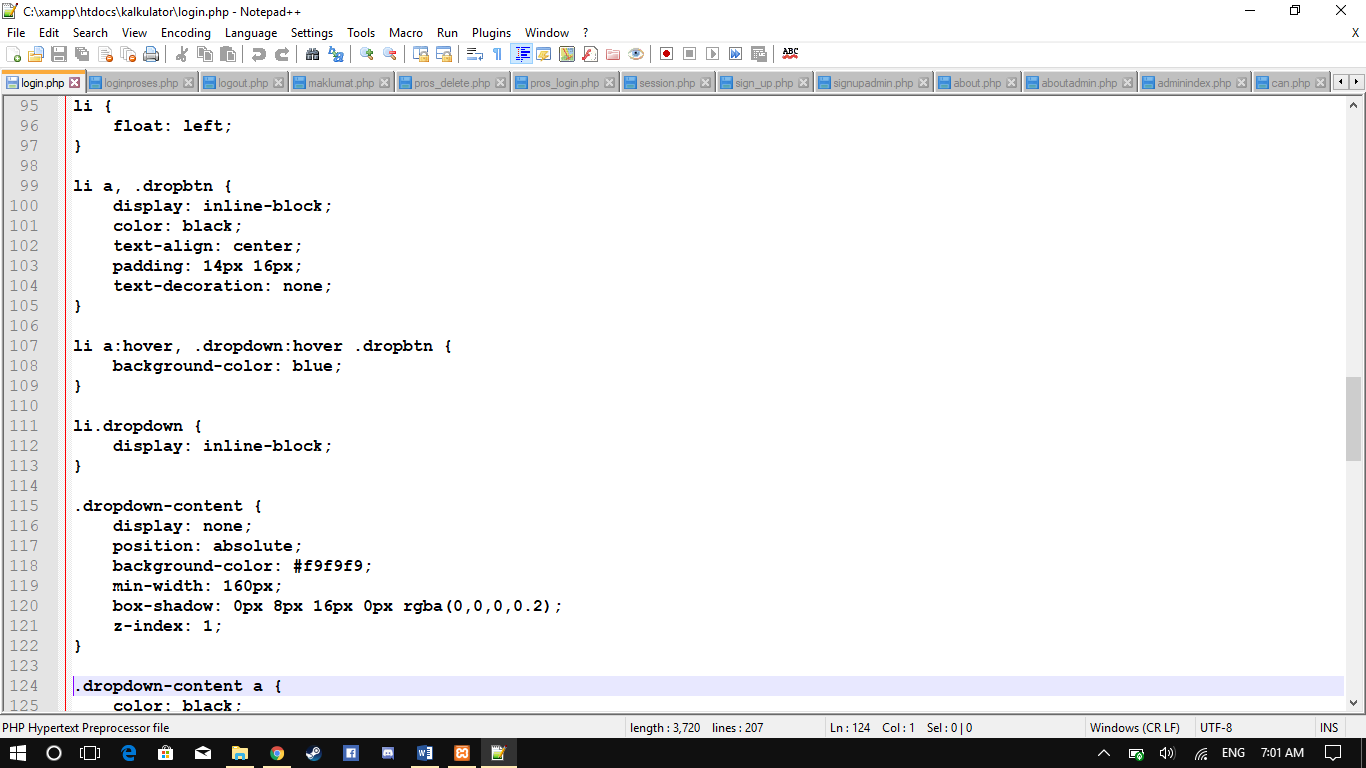 C:\xampp\htdocs\kalkulator\login.php - Notepad++
File Edit Search View Encoding Language Settings Tools Macro Run Plugins Window ? X
ABC
login.php loginproses.php logout.php maklumat.php pros_delete.php pros_login.php session.php sign_up.php signupadmin.php about.php aboutadmin.php adminindex.php can.php
95 li {
96     float: left;
97 }
98
99 li a, .dropbtn {
100     display: inline-block;
101     color: black;
102     text-align: center;
103     padding: 14px 16px;
104     text-decoration: none;
105 }
106
107 li a:hover, .dropdown:hover .dropbtn {
108     background-color: blue;
109 }
110
111 li.dropdown {
112     display: inline-block;
113 }
114
115 .dropdown-content {
116     display: none;
117     position: absolute;
118     background-color: #f9f9f9;
119     min-width: 160px;
120     box-shadow: 0px 8px 16px 0px rgba(0,0,0,0.2);
121     z-index: 1;
122 }
123
124 .dropdown-content a {
125     color: black;
PHP Hypertext Preprocessor file length : 3,720 lines : 207 Ln : 124 Col : 1 Sel : 0 | 0 Windows (CR LF) UTF-8 INS
ENG 7:01 AM